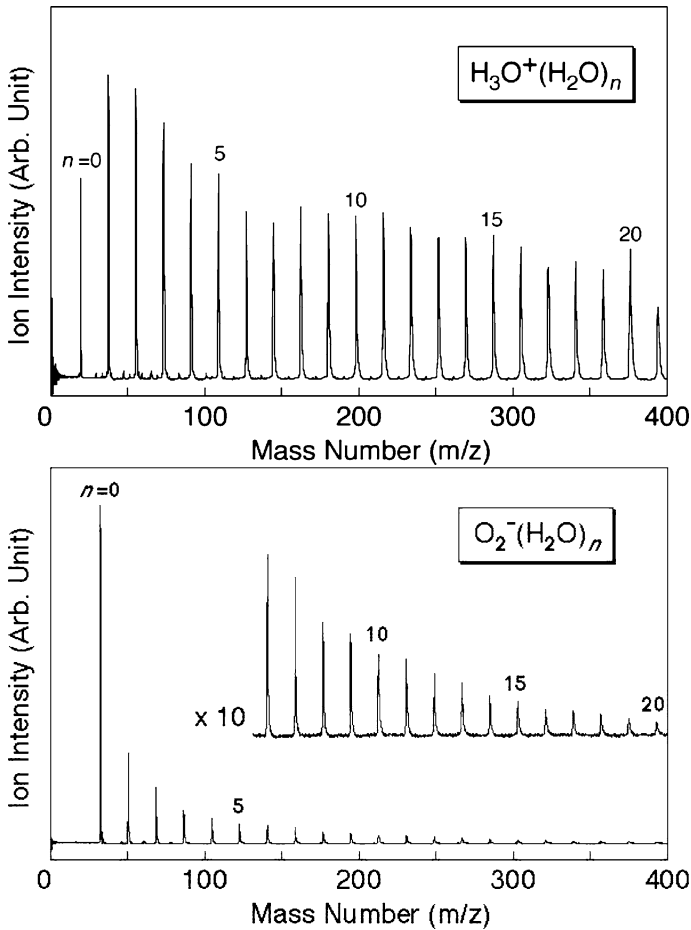 Ion Intensity (Arb. Unit)
H₃O⁺(H₂O)n
n=0
5
10
15
20
0 100 200 300 400
Mass Number (m/z)
Ion Intensity (Arb. Unit)
n=0
O₂⁻(H₂O)n
10
15
20
x 10
5
0 100 200 300 400
Mass Number (m/z)